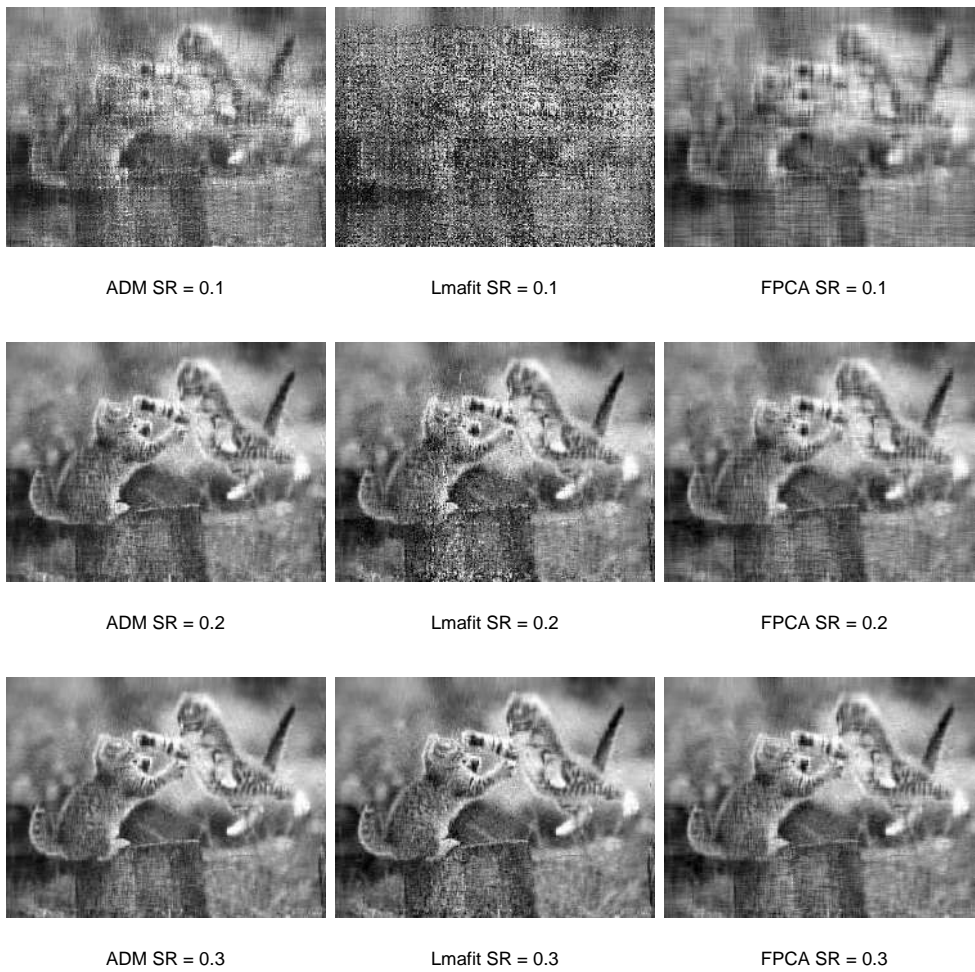 ADM SR = 0.1
Lmafit SR = 0.1
FPCA SR = 0.1
ADM SR = 0.2
Lmafit SR = 0.2
FPCA SR = 0.2
ADM SR = 0.3
Lmafit SR = 0.3
FPCA SR = 0.3